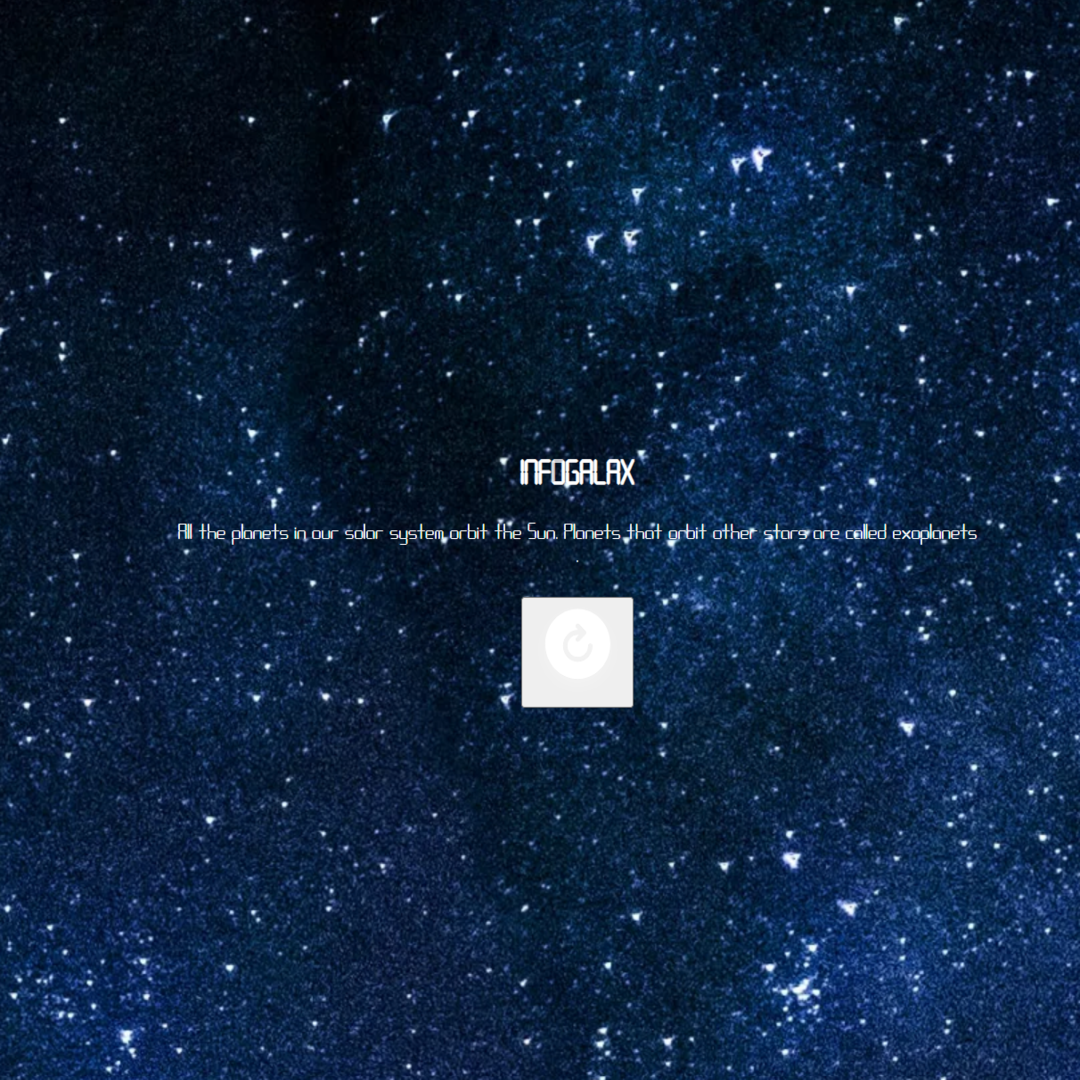 INFOGALAX
All the planets in our solar system orbit the Sun. Planets that orbit other stars are called exoplanets
.